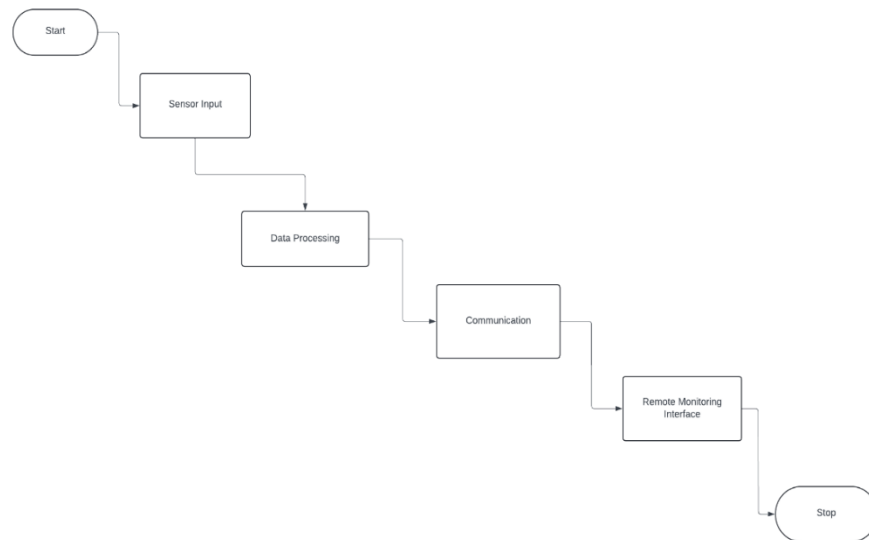 Start
Sensor Input
Data Processing
Communication
Remote Monitoring
Interface
Stop